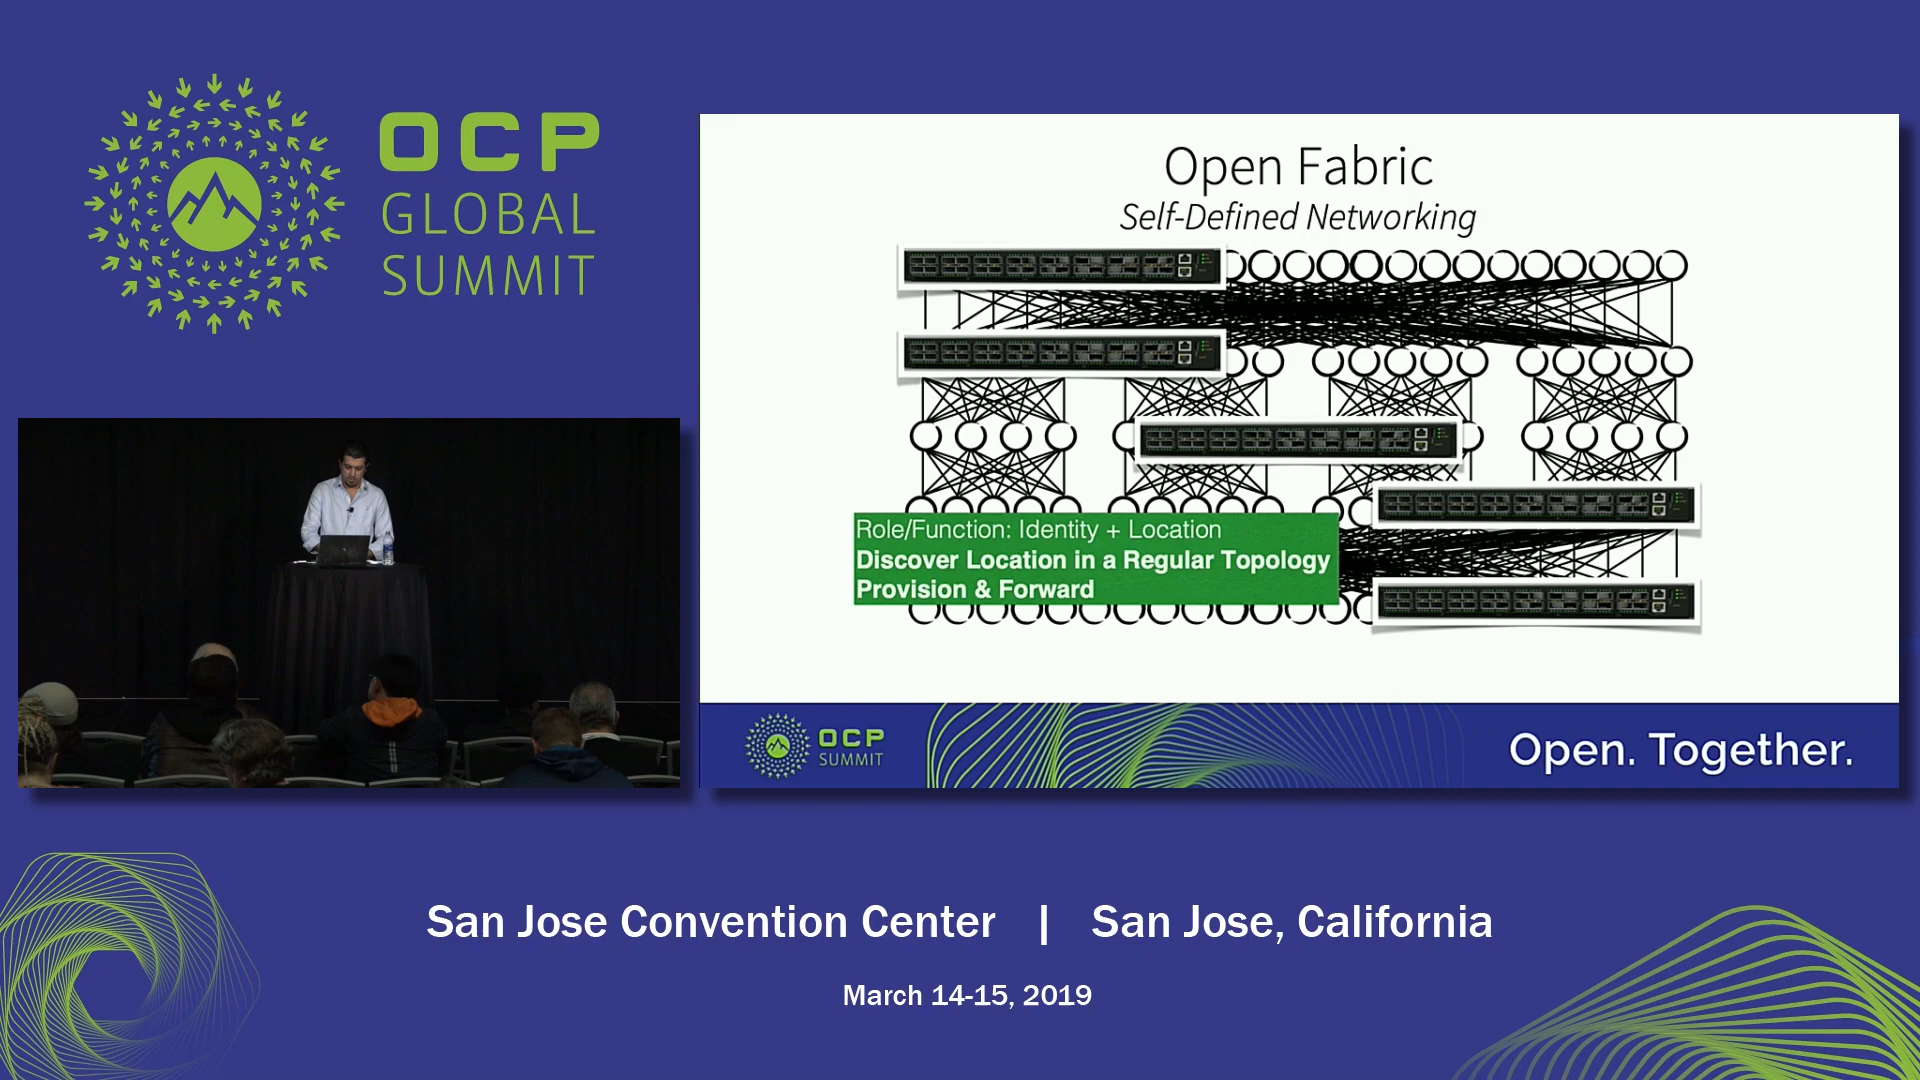 OCP
GLOBAL
SUMMIT
Open Fabric
Self-Defined Networking
Role/Function: Identity + Location
Discover Location in a Regular Topology
Provision & Forward
OCP
SUMMIT
Open. Together.
San Jose Convention Center | San Jose, California
March 14-15, 2019